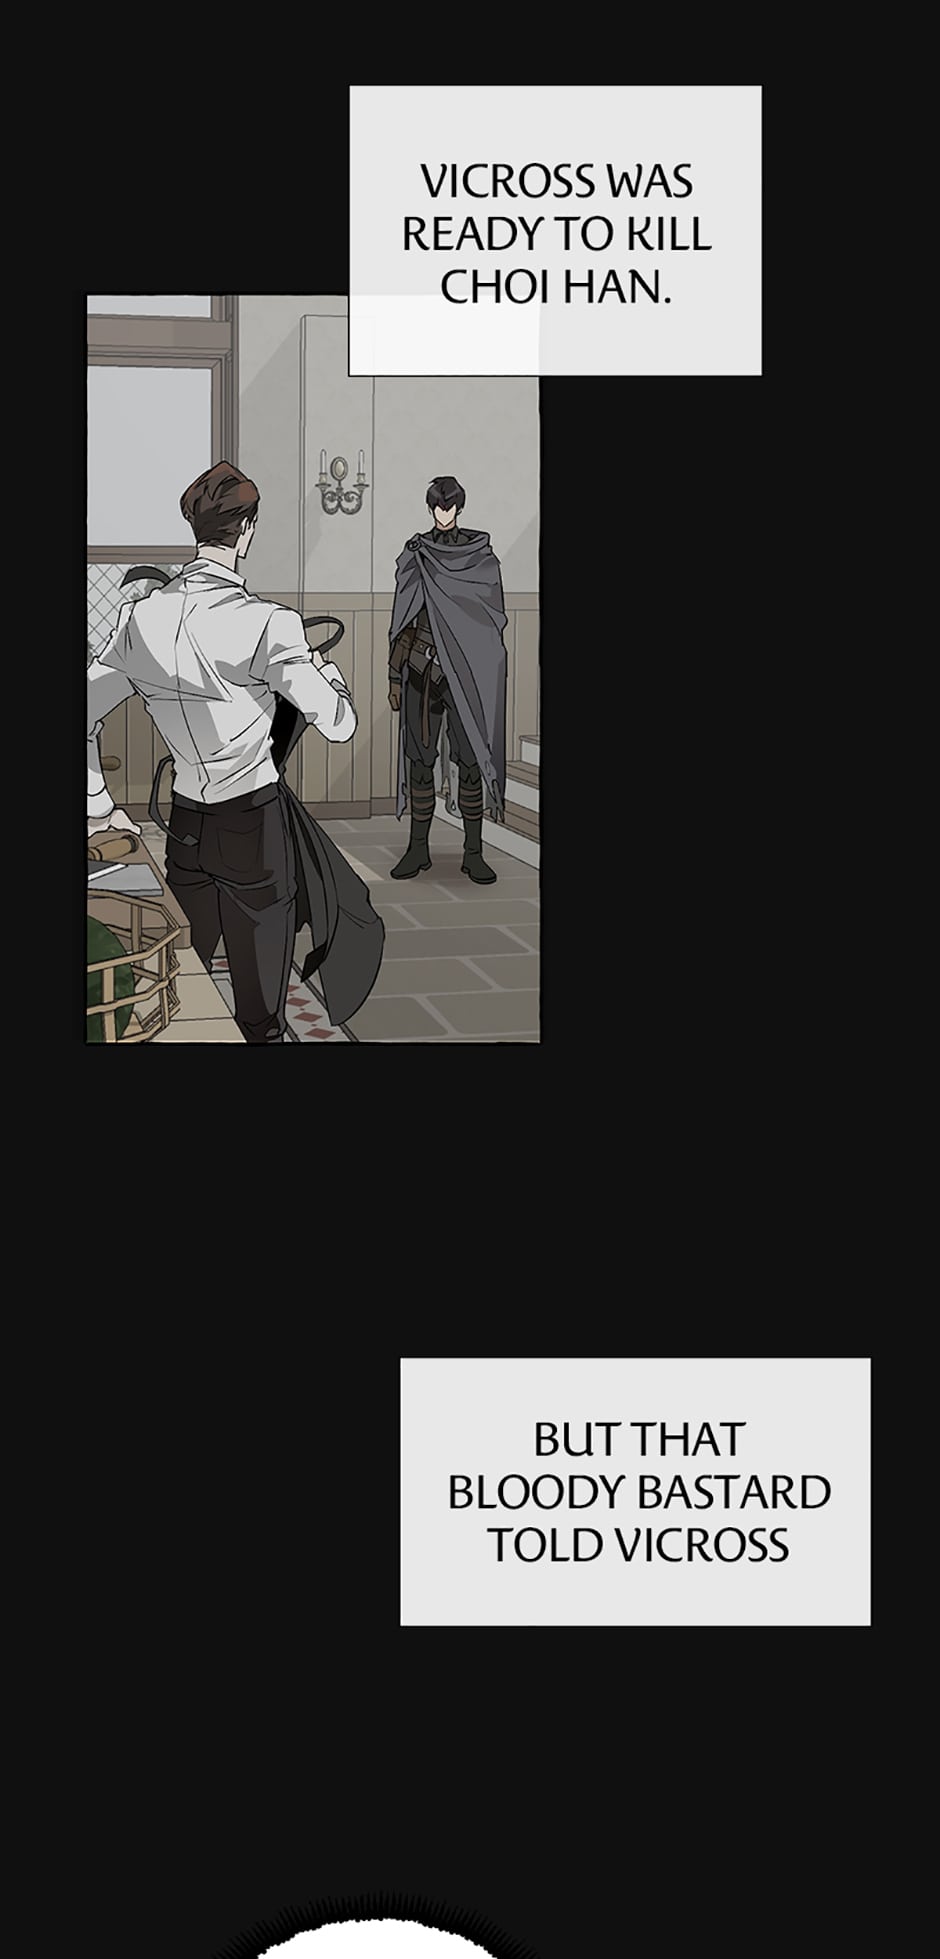 VICROSS WAS
READY TO KILL
CHOI HAN.
BUT THAT
BLOODY BASTARD
TOLD VICROSS